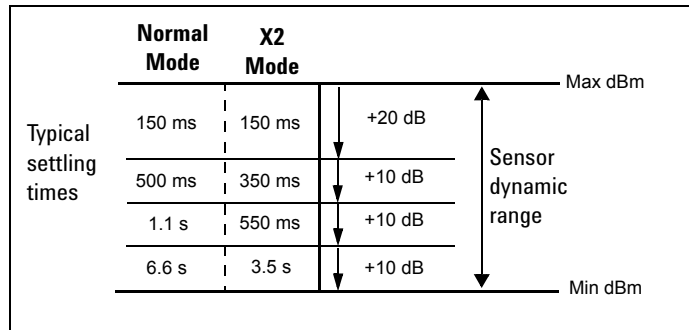 Normal Mode
X2 Mode
Max dBm
Typical settling times
150 ms
150 ms
+20 dB
500 ms
350 ms
+10 dB
Sensor dynamic range
1.1 s
550 ms
+10 dB
6.6 s
3.5 s
+10 dB
Min dBm